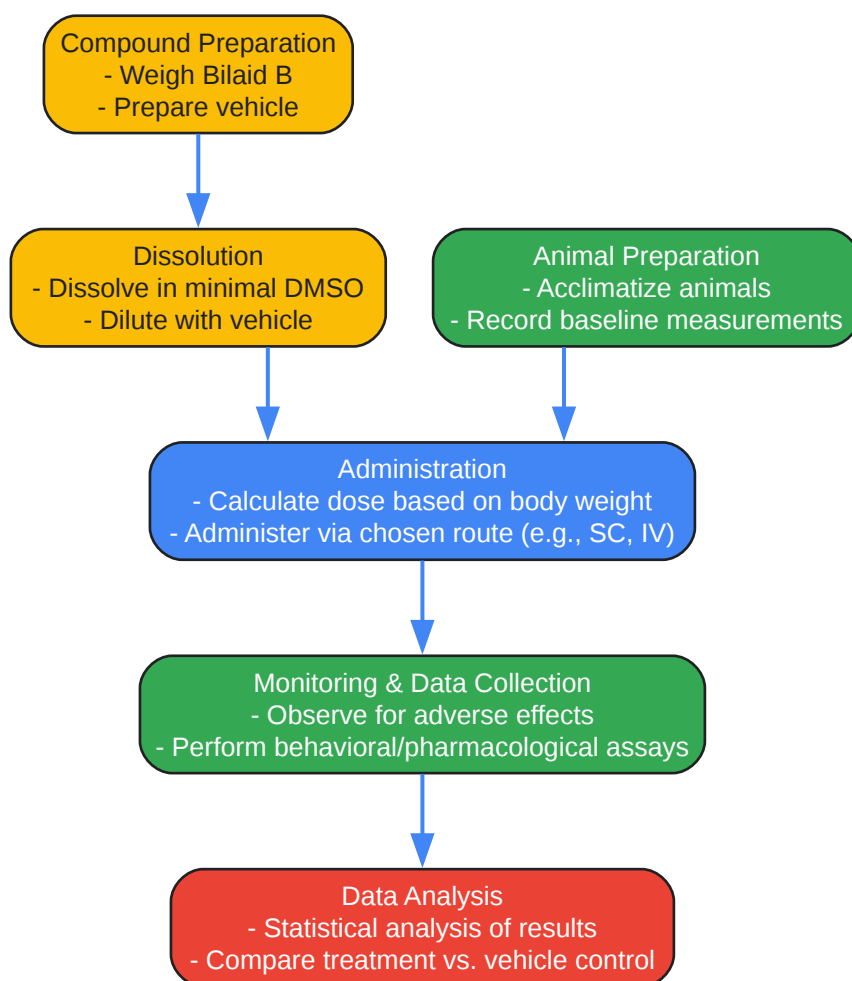 Compound Preparation
- Weigh Bilaid B
- Prepare vehicle
Dissolution
- Dissolve in minimal DMSO
- Dilute with vehicle
Animal Preparation
- Acclimatize animals
- Record baseline measurements
Administration
- Calculate dose based on body weight
- Administer via chosen route (e.g., SC, IV)
Monitoring & Data Collection
- Observe for adverse effects
- Perform behavioral/pharmacological assays
Data Analysis
- Statistical analysis of results
- Compare treatment vs. vehicle control